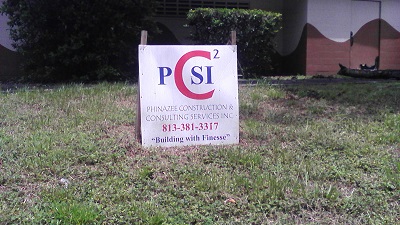 PCSI²
PHINAZEE CONSTRUCTION &
CONSULTING SERVICES INC.
813-381-3317
"Building with Finesse"